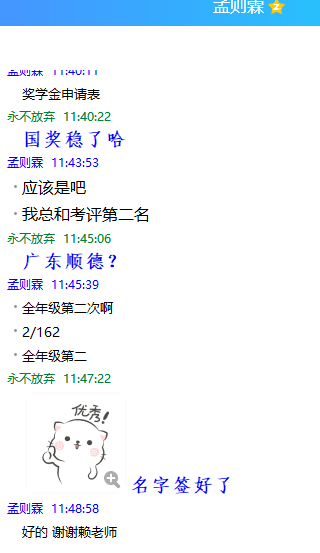 孟则霖
孟则霖 11:40:11
奖学金申请表
永不放弃 11:40:22
国奖稳了哈
孟则霖 11:43:53
应该是吧
我总和考评第二名
永不放弃 11:45:06
广东顺德？
孟则霖 11:45:39
全年级第二次啊
2/162
全年级第二
永不放弃 11:47:22
优秀!
名字签好了
孟则霖 11:48:58
好的 谢谢赖老师